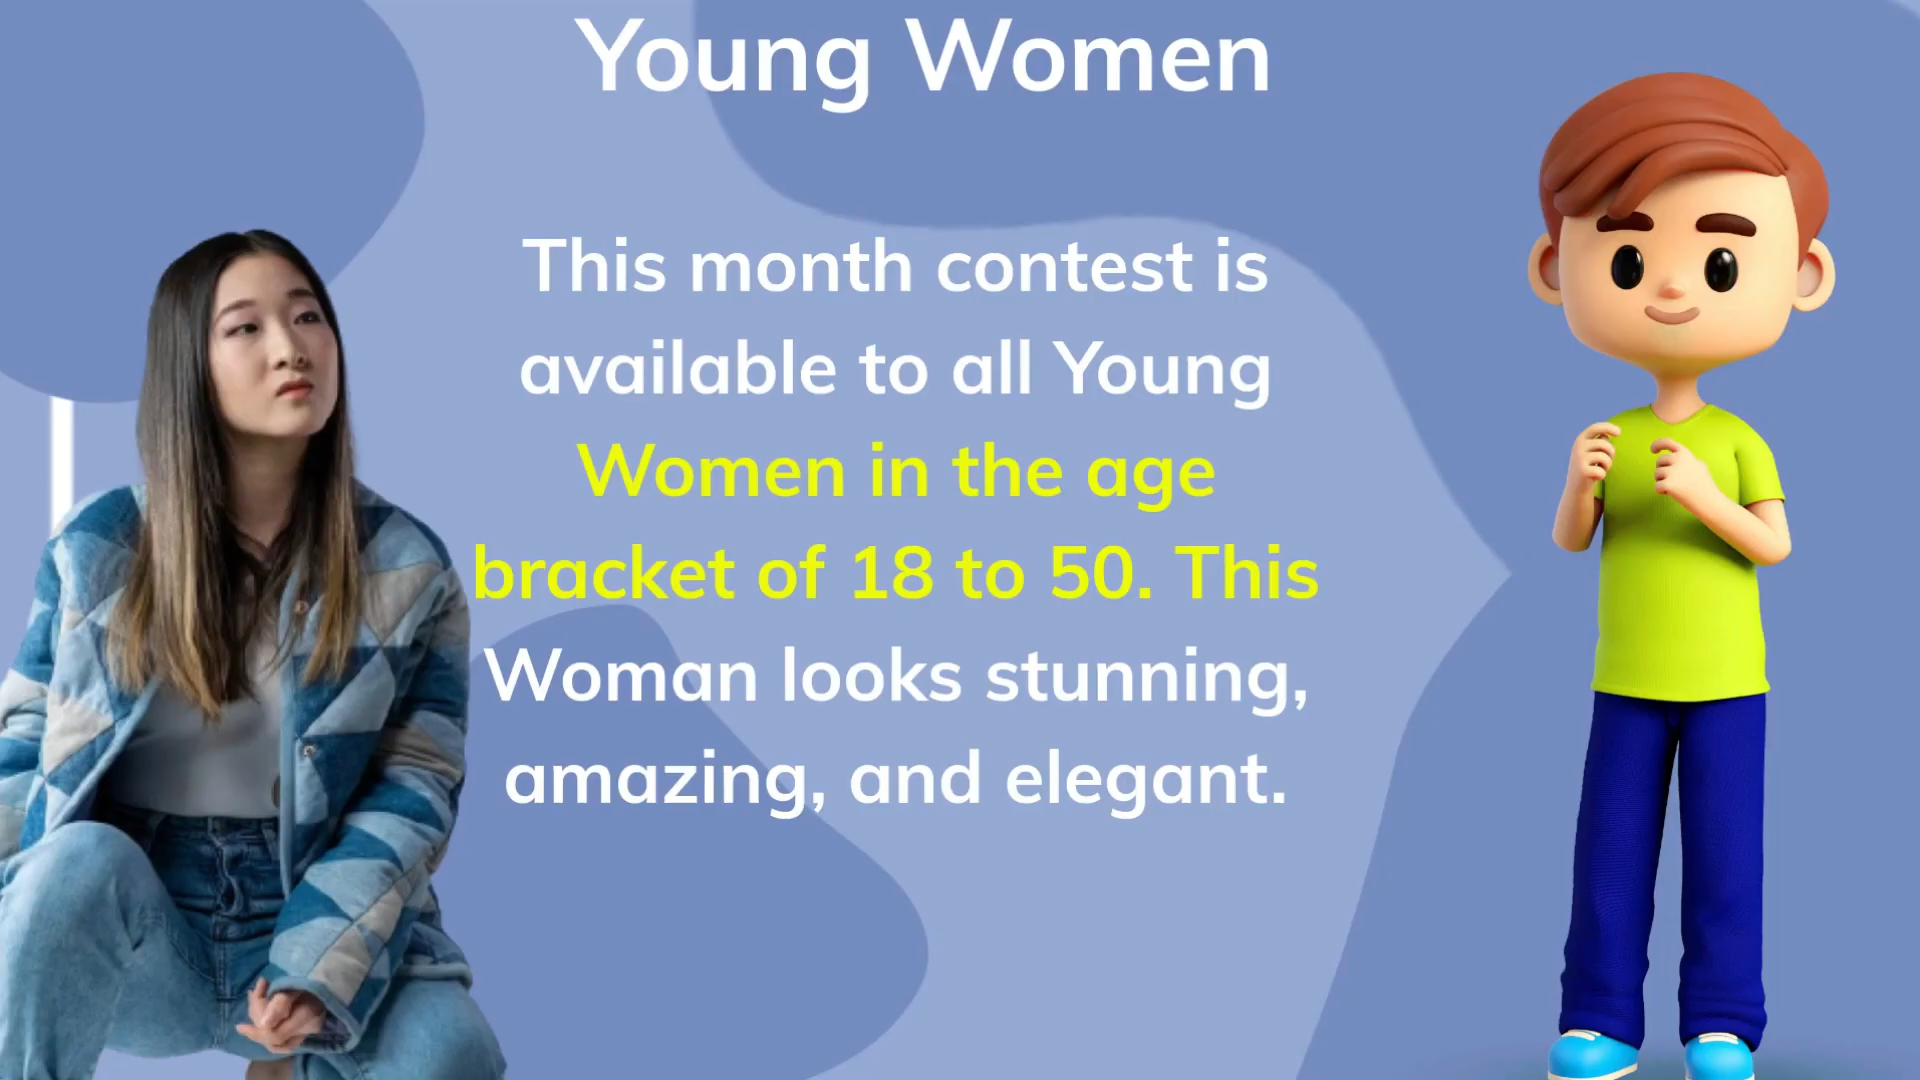 Young Women
This month contest is
available to all Young
Women in the age
bracket of 18 to 50. This
Woman looks stunning,
amazing, and elegant.